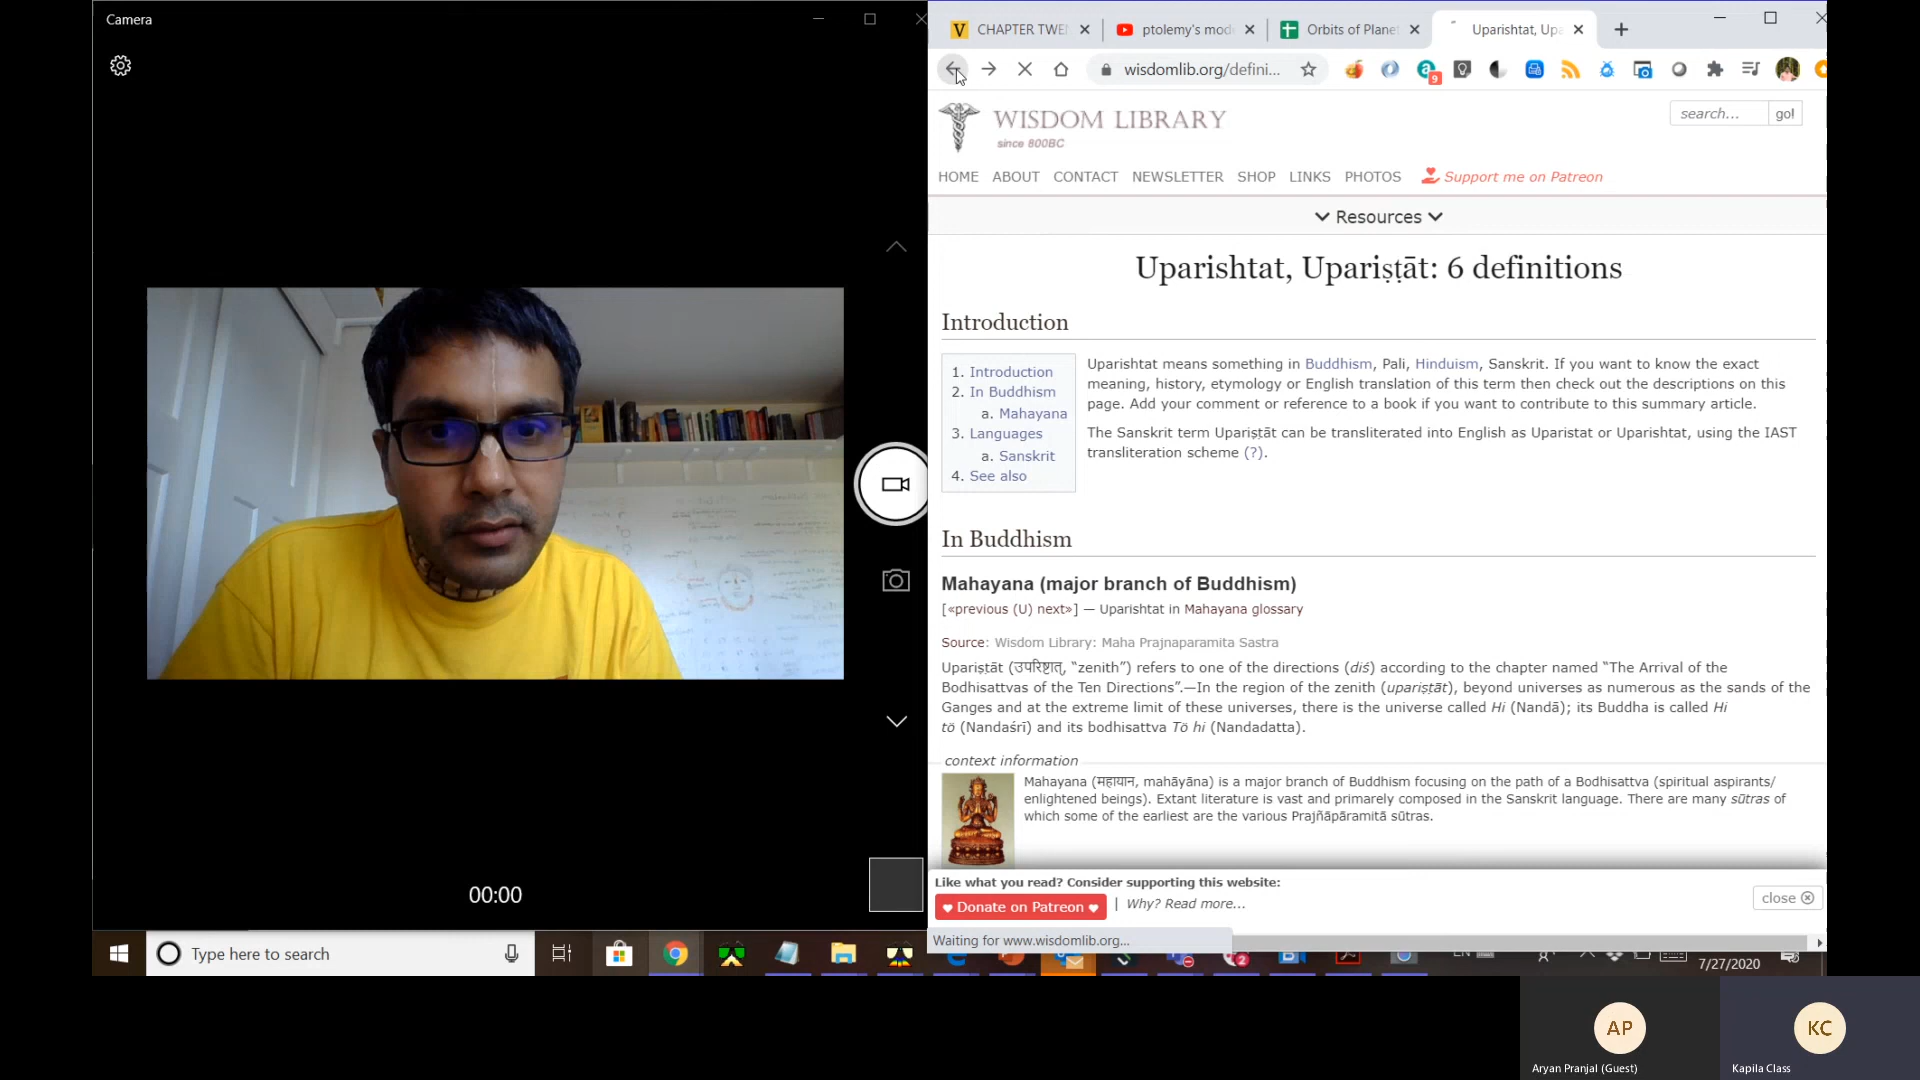 Camera
CHAPTER TWE
ptolemy's mod
Orbits of Plane
Uparishtat, Upa
wisdomlib.org/defini...
9
WISDOM LIBRARY
since 800BC
search...
go!
HOME ABOUT CONTACT NEWSLETTER SHOP LINKS PHOTOS Support me on Patreon
Resources
Uparishtat, Upariṣṭāt: 6 definitions
Introduction
1. Introduction
2. In Buddhism
a. Mahayana
3. Languages
a. Sanskrit
4. See also
Uparishtat means something in Buddhism, Pali, Hinduism, Sanskrit. If you want to know the exact
meaning, history, etymology or English translation of this term then check out the descriptions on this
page. Add your comment or reference to a book if you want to contribute to this summary article.
The Sanskrit term Upariṣṭāt can be transliterated into English as Uparistat or Uparishtat, using the IAST
transliteration scheme (?).
In Buddhism
Mahayana (major branch of Buddhism)
[«previous (U) next»] — Uparishtat in Mahayana glossary
Source: Wisdom Library: Maha Prajnaparamita Sastra
Upariṣṭāt (उपरिष्टात्, “zenith”) refers to one of the directions (diś) according to the chapter named “The Arrival of the
Bodhisattvas of the Ten Directions”.—In the region of the zenith (upariṣṭāt), beyond universes as numerous as the sands of the
Ganges and at the extreme limit of these universes, there is the universe called Hi (Nandā); its Buddha is called Hi
tö (Nandaśrī) and its bodhisattva Tö hi (Nandadatta).
context information
Mahayana (महायान, mahāyāna) is a major branch of Buddhism focusing on the path of a Bodhisattva (spiritual aspirants/
enlightened beings). Extant literature is vast and primarely composed in the Sanskrit language. There are many sūtras of
which some of the earliest are the various Prajñāpāramitā sūtras.
Like what you read? Consider supporting this website:
Donate on Patreon | Why? Read more...
close
Waiting for www.wisdomlib.org...
00:00
Type here to search
2
7/27/2020
AP
KC
Aryan Pranjal (Guest)
Kapila Class